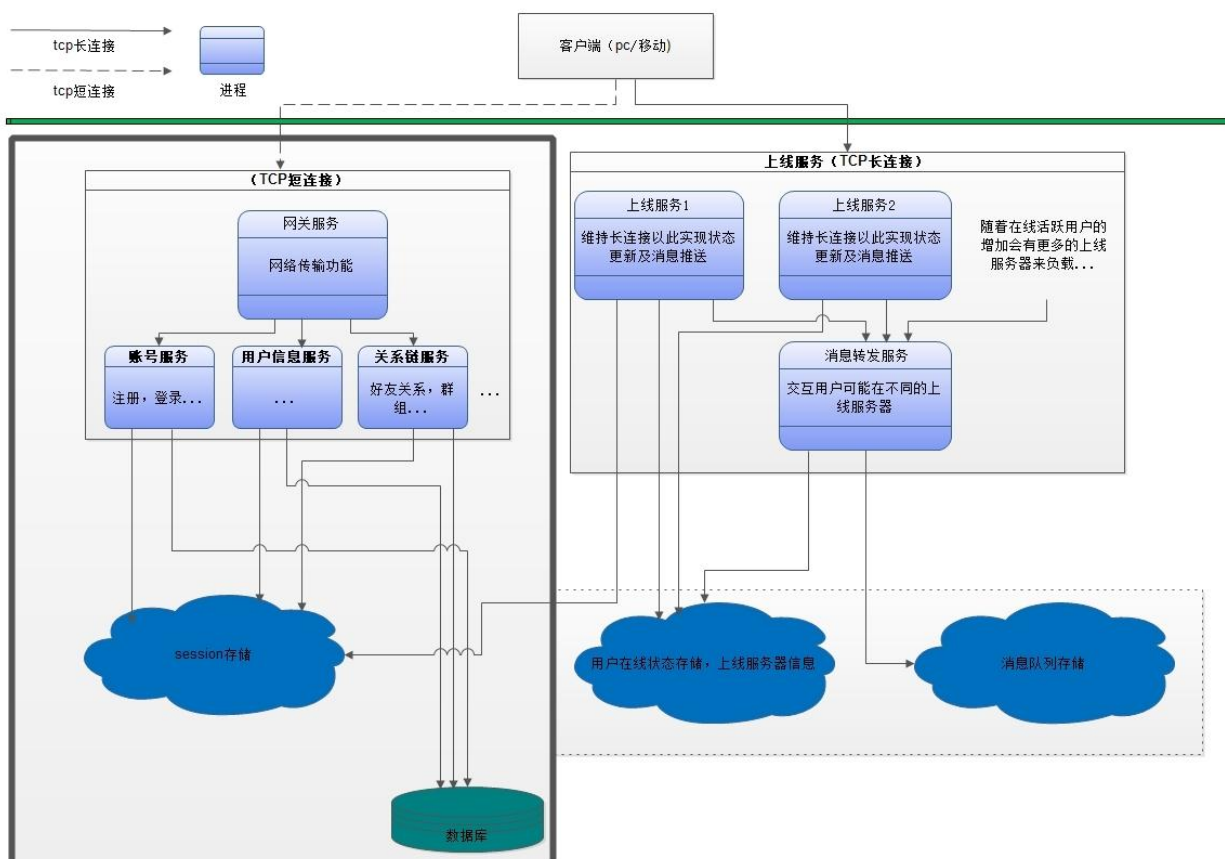 tcp长连接
tcp短连接
进程
客户端（pc/移动)
（TCP短连接）
网关服务
网络传输功能
账号服务
注册，登录...
用户信息服务
...
关系链服务
好友关系，群
组...
...
上线服务（TCP长连接）
上线服务1
维持长连接以此实现状态
更新及消息推送
上线服务2
维持长连接以此实现状态
更新及消息推送
随着在线活跃用户的
增加会有更多的上线
服务器来负载...
消息转发服务
交互用户可能在不同的上
线服务器
session存储
用户在线状态存储，上线服务器信息
消息队列存储
数据库